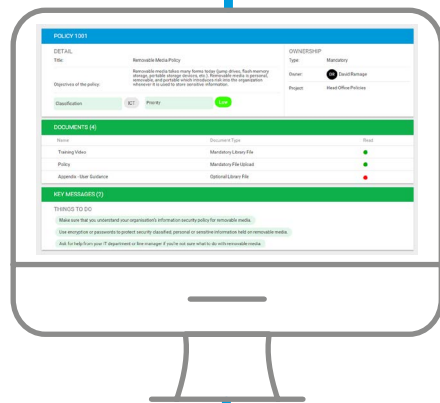 POLICY 1001
DETAIL
Title: Removable Media Policy
Objectives of the policy: Removable media takes many forms today (jump drives, flash memory
storage, portable storage devices, etc.). Removable media is personal,
removable, and portable which introduces risk into the organization
whenever it is used to store sensitive information.
Classification Priority Low
OWNERSHIP
Type Mandatory
Owner: DR David Ramage
Project: Head Office Policies
DOCUMENTS (4)
Name Document Type Read
Training Video Mandatory Library File
Policy Mandatory File Upload
Appendix - User Guidance Optional Library File
KEY MESSAGES (2)
THINGS TO DO
Make sure that you understand your organisation's information security policy for removable media.
Use encryption or passwords to protect security classified, personal or sensitive information held on removable media.
Ask for help from your IT department or line manager if you're not sure what to do with removable media.